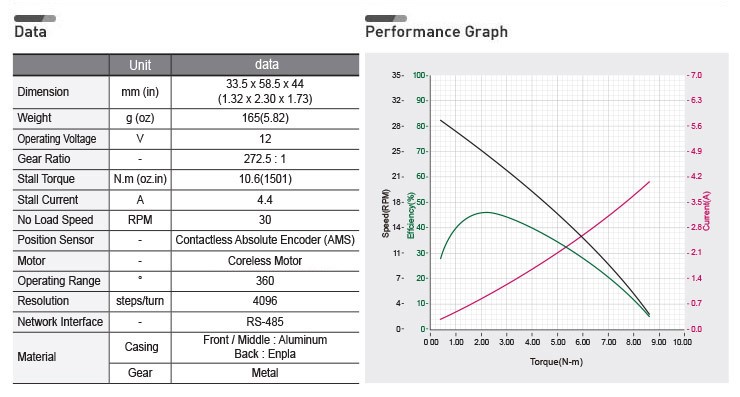 Data
Unit data
Dimension mm (in) 33.5 x 58.5 x 44
(1.32 x 2.30 x 1.73)
Weight g (oz) 165(5.82)
Operating Voltage V 12
Gear Ratio - 272.5 : 1
Stall Torque N.m (oz.in) 10.6(1501)
Stall Current A 4.4
No Load Speed RPM 30
Position Sensor - Contactless Absolute Encoder (AMS)
Motor - Coreless Motor
Operating Range ° 360
Resolution steps/turn 4096
Network Interface - RS-485
Material Casing Front / Middle : Aluminum
Back : Enpla
Gear Metal
Performance Graph
35- 100- -7.0
32- 90- -6.3
28- 80- -5.6
25- 70- -4.9
21- 60- -4.2
18- 50- -3.5
14- 40- -2.8
11- 30- -2.1
7- 20- -1.4
4- 10- -0.7
0- 0- -0.0
Speed(RPM)
Effciency(%)
Current(A)
0.00 1.00 2.00 3.00 4.00 5.00 6.00 7.00 8.00 9.00 10.00
Torque(N-m)